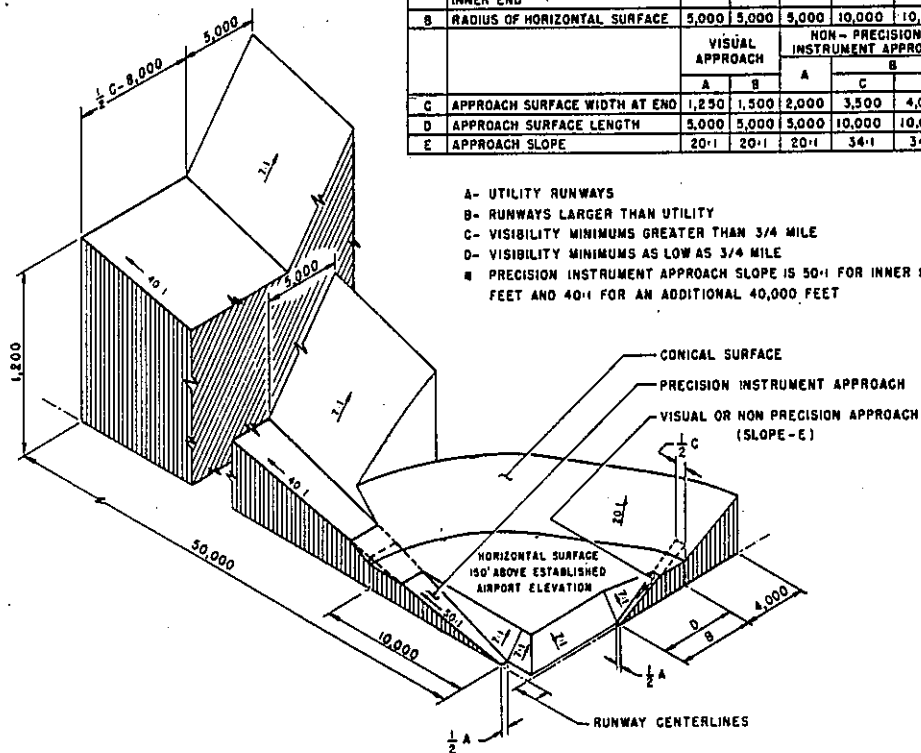 INNER END
B RADIUS OF HORIZONTAL SURFACE 5,000 5,000 5,000 10,000
VISUAL APPROACH
NON-PRECISION
A B A B
C
C APPROACH SURFACE WIDTH AT END 1,250 1,500 2,000 3,500
D APPROACH SURFACE LENGTH 5,000 5,000 5,000 10,000
E APPROACH SLOPE 20:1 20:1 20:1 34:1
A- UTILITY RUNWAYS
B- RUNWAYS LARGER THAN UTILITY
C- VISIBILITY MINIMUMS GREATER THAN 3/4 MILE
D- VISIBILITY MINIMUMS AS LOW AS 3/4 MILE
PRECISION INSTRUMENT APPROACH SLOPE IS 50:1 FOR INNER
FEET AND 40:1 FOR AN ADDITIONAL 40,000 FEET
5,000
1/2 C-8,000
7:1
40:1
1,200
5,000
7:1
40:1
CONICAL SURFACE
PRECISION INSTRUMENT APPROACH
VISUAL OR NON PRECISION APPROACH
(SLOPE-E)
1/2 C
20:1
HORIZONTAL SURFACE
150' ABOVE ESTABLISHED
AIRPORT ELEVATION
50,000
50:1
10,000
7:1
7:1
7:1
7:1
4,000
D
B
1/2 A
RUNWAY CENTERLINES
1/2 A